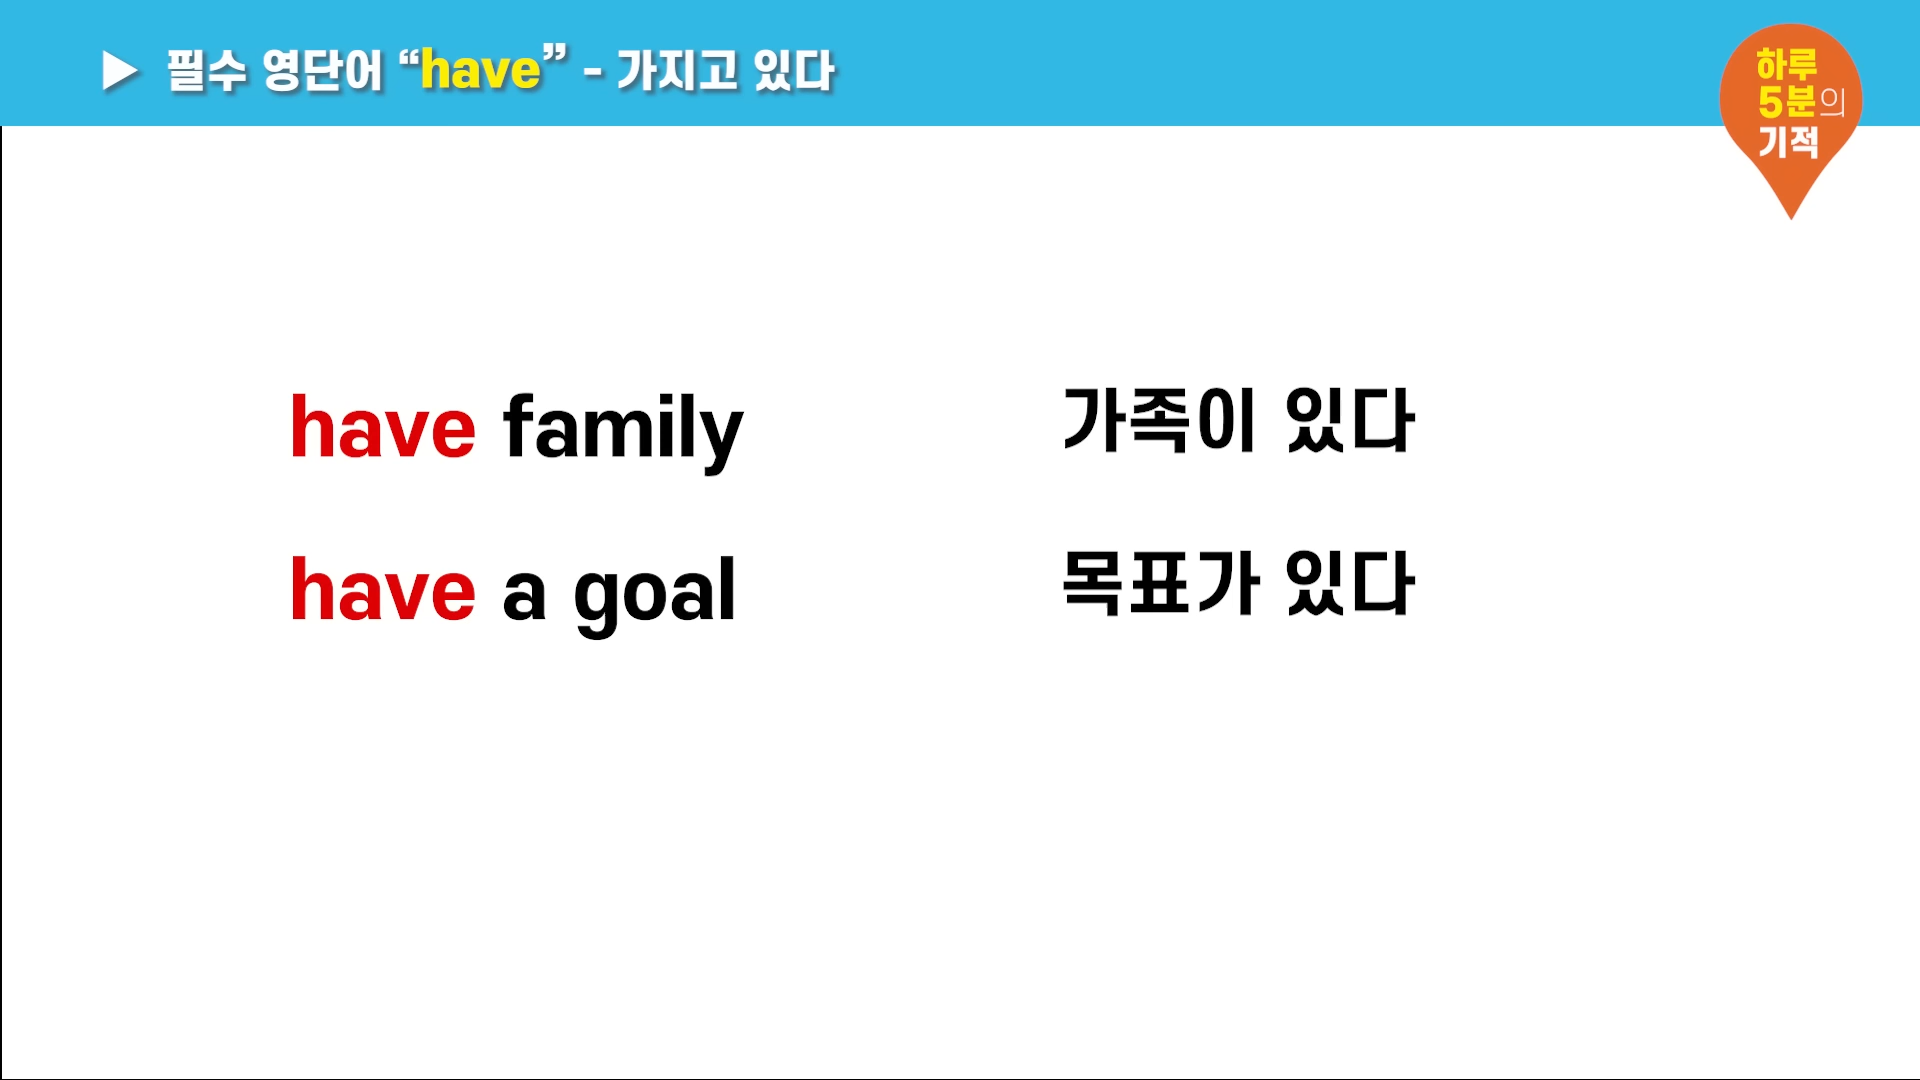 ▶ 필수 영단어 “have” - 가지고 있다
하루
5분의
기적
have family 가족이 있다
have a goal 목표가 있다